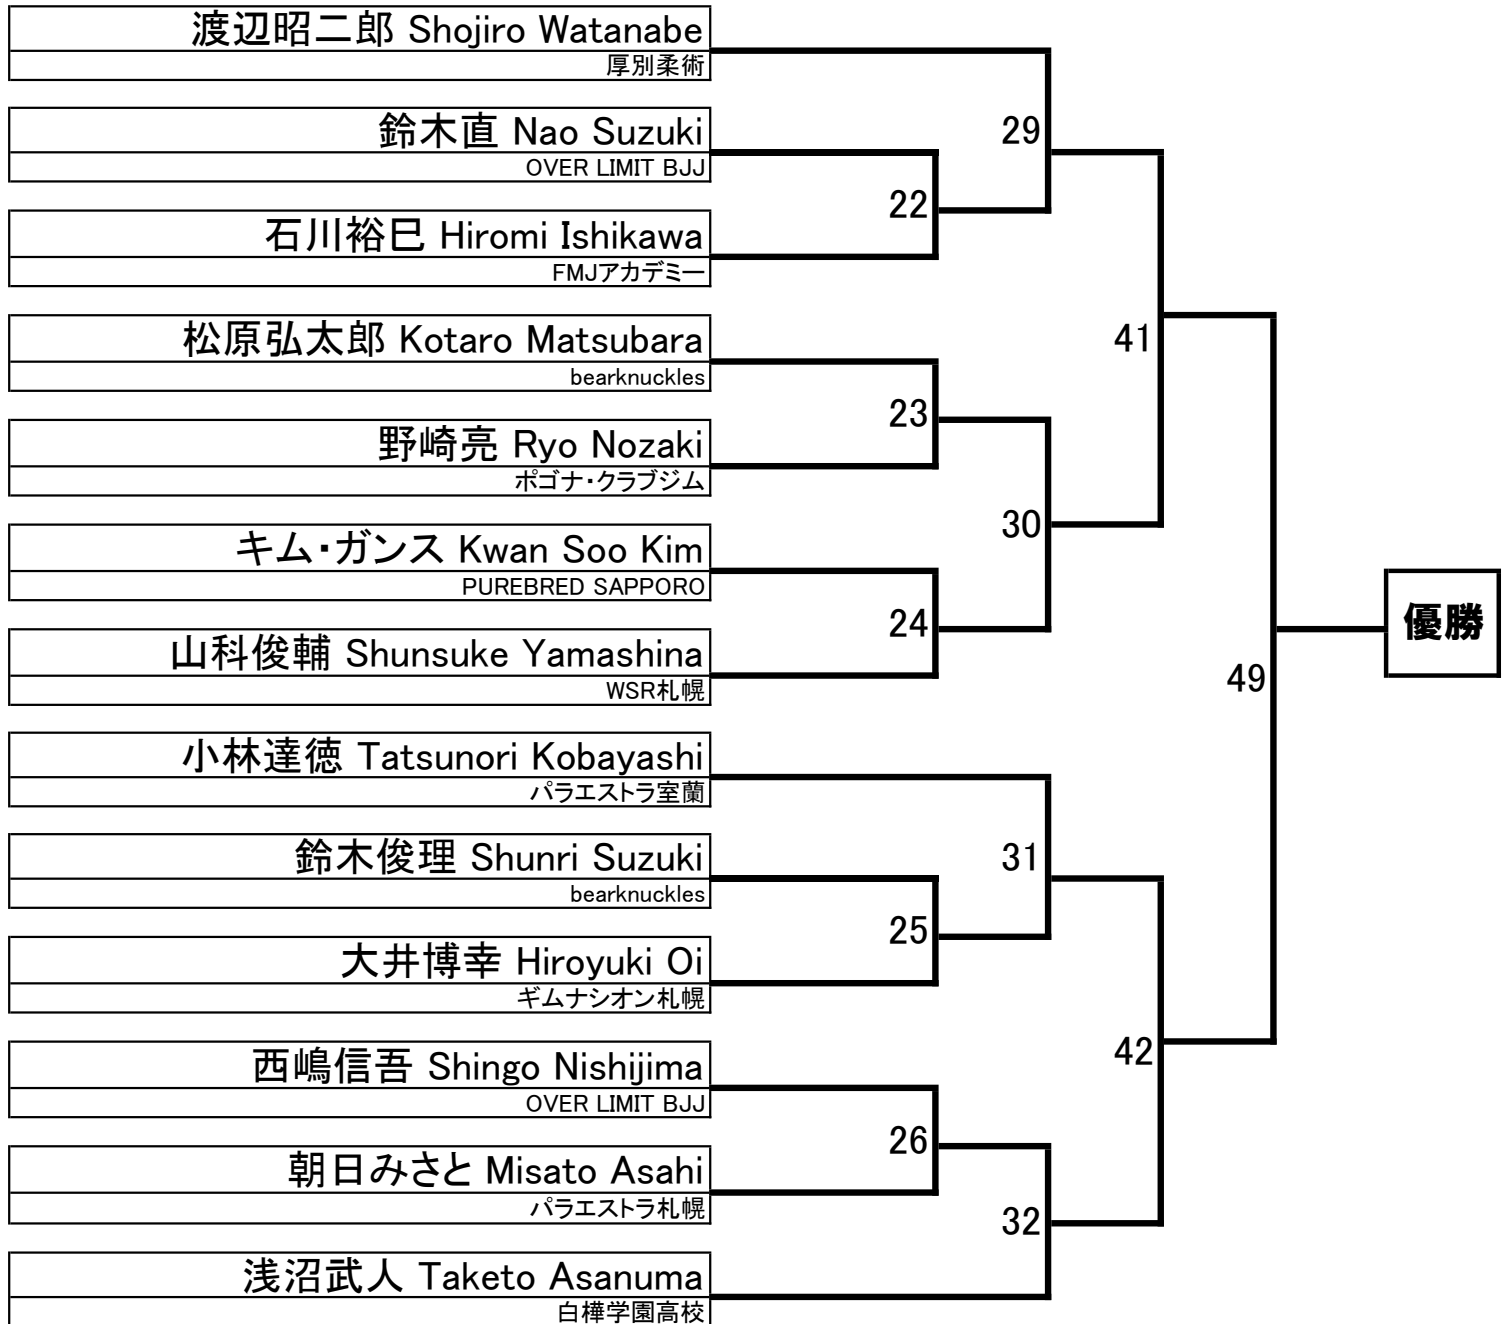 渡辺昭二郎 Shojiro Watanabe
厚別柔術
29
鈴木直 Nao Suzuki
OVER LIMIT BJJ
22
石川裕巳 Hiromi Ishikawa
FMJアカデミー
41
松原弘太郎 Kotaro Matsubara
bearknuckles
23
野崎亮 Ryo Nozaki
ポゴナ・クラブジム
30
キム・ガンス Kwan Soo Kim
PUREBRED SAPPORO
24
優勝
山科俊輔 Shunsuke Yamashina
WSR札幌
49
小林達徳 Tatsunori Kobayashi
パラエストラ室蘭
31
鈴木俊理 Shunri Suzuki
bearknuckles
25
大井博幸 Hiroyuki Oi
ギムナシオン札幌
42
西嶋信吾 Shingo Nishijima
OVER LIMIT BJJ
26
朝日みさと Misato Asahi
パラエストラ札幌
32
浅沼武人 Taketo Asanuma
白樺学園高校